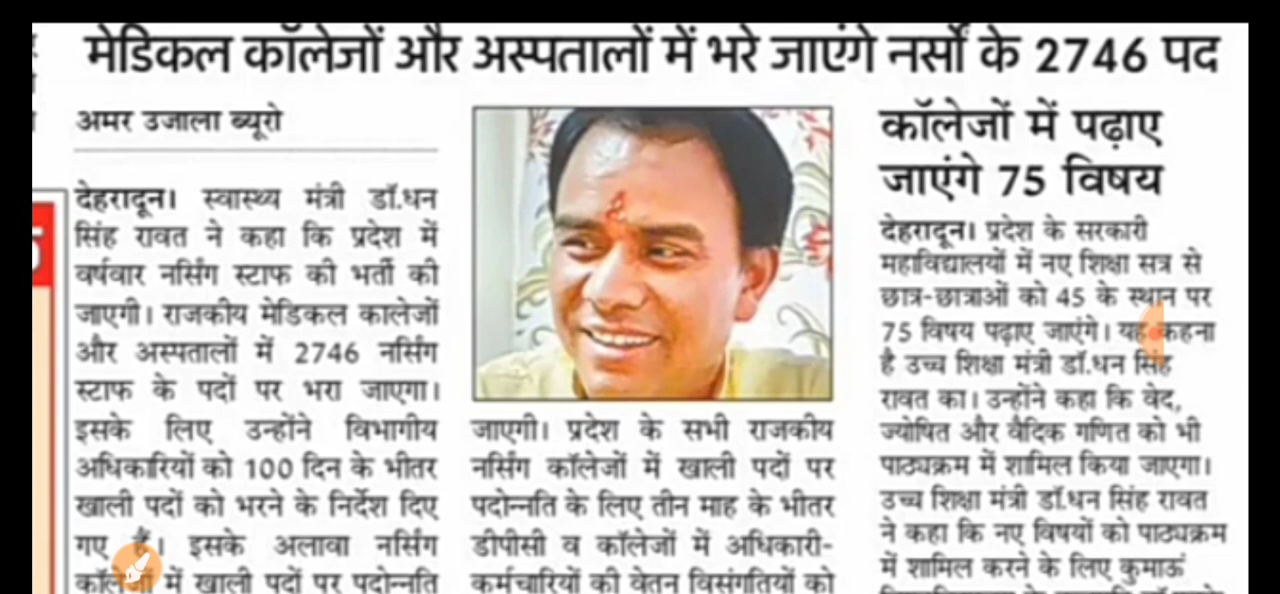 मेडिकल कॉलेजों और अस्पतालों में भरे जाएंगे नर्सों के 2746 पद
अमर उजाला ब्यूरो
देहरादून। स्वास्थ्य मंत्री डॉ.धन
सिंह रावत ने कहा कि प्रदेश में
वर्षवार नर्सिंग स्टाफ की भर्ती की
जाएगी। राजकीय मेडिकल कालेजों
और अस्पतालों में 2746 नर्सिंग
स्टाफ के पदों पर भरा जाएगा।
इसके लिए उन्होंने विभागीय
अधिकारियों को 100 दिन के भीतर
खाली पदों को भरने के निर्देश दिए
गए हैं। इसके अलावा नर्सिंग
कॉलेजों में खाली पदों पर पदोन्नति
जाएगी। प्रदेश के सभी राजकीय
नर्सिंग कॉलेजों में खाली पदों पर
पदोन्नति के लिए तीन माह के भीतर
डीपीसी व कॉलेजों में अधिकारी-
कर्मचारियों की वेतन विसंगतियों को
कॉलेजों में पढ़ाए
जाएंगे 75 विषय
देहरादून। प्रदेश के सरकारी
महाविद्यालयों में नए शिक्षा सत्र से
छात्र-छात्राओं को 45 के स्थान पर
75 विषय पढ़ाए जाएंगे। यह कहना
है उच्च शिक्षा मंत्री डॉ.धन सिंह
रावत का। उन्होंने कहा कि वेद,
ज्योषित और वैदिक गणित को भी
पाठ्यक्रम में शामिल किया जाएगा।
उच्च शिक्षा मंत्री डॉ.धन सिंह रावत
ने कहा कि नए विषयों को पाठ्यक्रम
में शामिल करने के लिए कुमाऊं